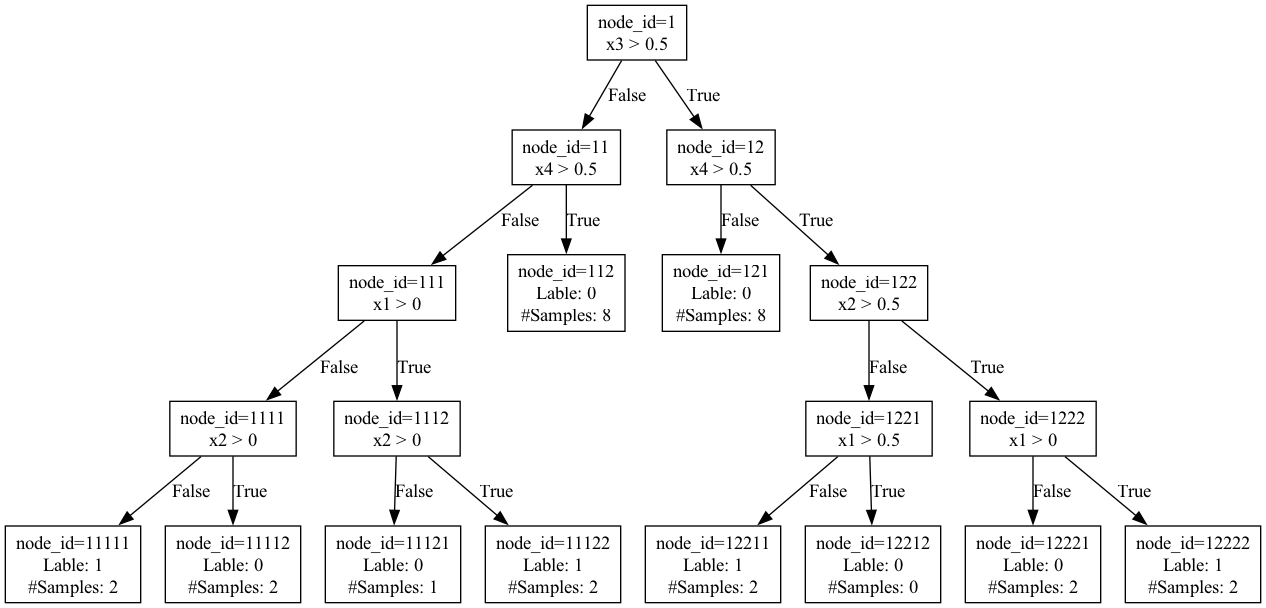 node_id=1
x3 > 0.5
False
True
node_id=11
x4 > 0.5
node_id=12
x4 > 0.5
False
True
False
True
node_id=111
x1 > 0
node_id=112
Lable: 0
#Samples: 8
node_id=121
Lable: 0
#Samples: 8
node_id=122
x2 > 0.5
False
True
False
True
node_id=1111
x2 > 0
node_id=1112
x2 > 0
node_id=1221
x1 > 0.5
node_id=1222
x1 > 0
False
True
False
True
False
True
False
True
node_id=11111
Lable: 1
#Samples: 2
node_id=11112
Lable: 0
#Samples: 2
node_id=11121
Lable: 0
#Samples: 1
node_id=11122
Lable: 1
#Samples: 2
node_id=12211
Lable: 1
#Samples: 2
node_id=12212
Lable: 0
#Samples: 0
node_id=12221
Lable: 0
#Samples: 2
node_id=12222
Lable: 1
#Samples: 2